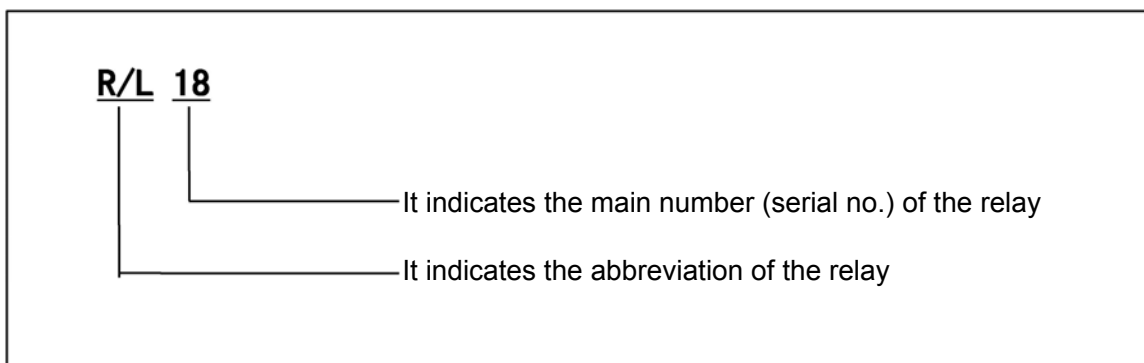 R/L 18
It indicates the main number (serial no.) of the relay
It indicates the abbreviation of the relay